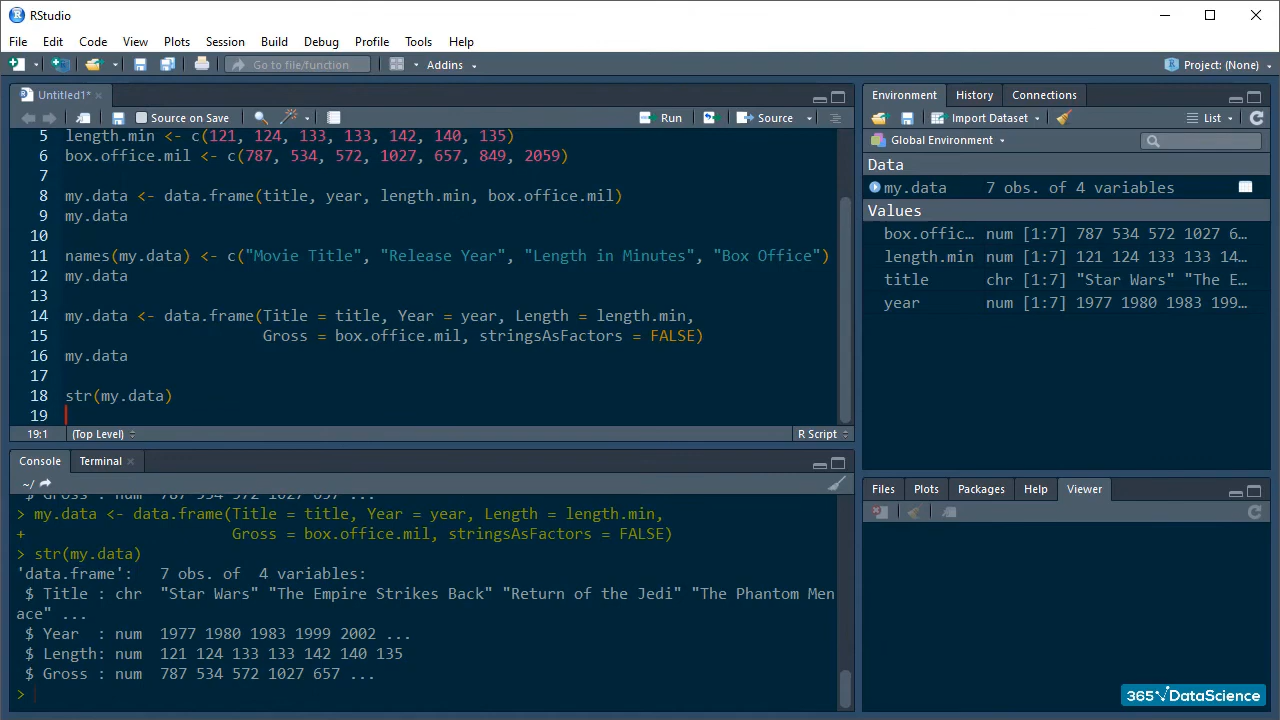 RStudio
File Edit Code View Plots Session Build Debug Profile Tools Help
Go to file/function Addins Project: (None)
Untitled1*
Source on Save Run Source
5 length.min <- c(121, 124, 133, 133, 142, 140, 135)
6 box.office.mil <- c(787, 534, 572, 1027, 657, 849, 2059)
7
8 my.data <- data.frame(title, year, length.min, box.office.mil)
9 my.data
10
11 names(my.data) <- c("Movie Title", "Release Year", "Length in Minutes", "Box Office")
12 my.data
13
14 my.data <- data.frame(Title = title, Year = year, Length = length.min,
15 Gross = box.office.mil, stringsAsFactors = FALSE)
16 my.data
17
18 str(my.data)
19
19:1 (Top Level) R Script
Console Terminal
~/
$ Gross : num 787 534 572 1027 657 ...
> my.data <- data.frame(Title = title, Year = year, Length = length.min,
+ Gross = box.office.mil, stringsAsFactors = FALSE)
> str(my.data)
'data.frame': 7 obs. of 4 variables:
$ Title : chr "Star Wars" "The Empire Strikes Back" "Return of the Jedi" "The Phantom Men
ace" ...
$ Year : num 1977 1980 1983 1999 2002 ...
$ Length: num 121 124 133 133 142 140 135
$ Gross : num 787 534 572 1027 657 ...
>
Environment History Connections
Import Dataset List
Global Environment
Data
my.data 7 obs. of 4 variables
Values
box.offic… num [1:7] 787 534 572 1027 6…
length.min num [1:7] 121 124 133 133 14…
title chr [1:7] "Star Wars" "The E…
year num [1:7] 1977 1980 1983 199…
Files Plots Packages Help Viewer
365 DataScience